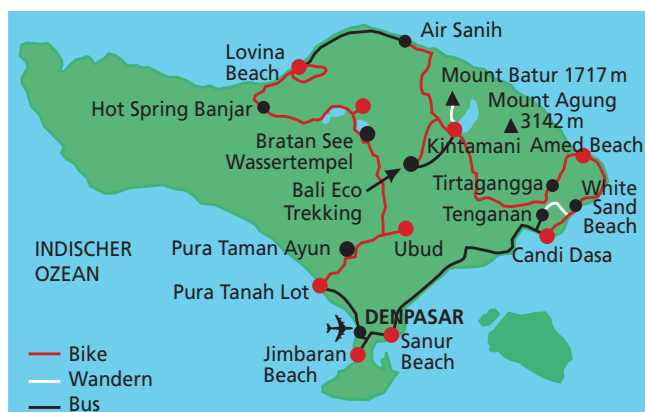 Air Sanih
Lovina
Beach
Mount Batur 1717 m
Mount Agung
3142 m
Hot Spring Banjar
Bratan See
Wassertempel
Kintamani
Amed Beach
Bali Eco
Trekking
Tirtagangga
White
Sand
Beach
Tenganan
INDISCHER
OZEAN
Pura Taman Ayun
Ubud
Candi Dasa
Pura Tanah Lot
DENPASAR
Jimbaran
Beach
Sanur
Beach
Bike
Wandern
Bus